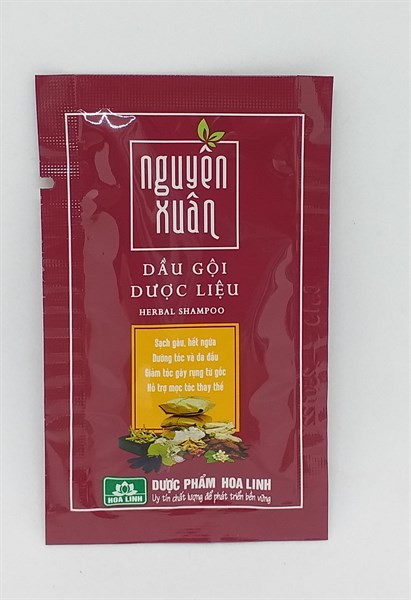 nguyên
xuân
DẦU GỘI
DƯỢC LIỆU
HERBAL SHAMPOO
Sạch gàu, hết ngứa
Dưỡng tóc và da đầu
Giảm tóc gãy rụng từ gốc
Hỗ trợ mọc tóc thay thế
HOA LINH
DƯỢC PHẨM HOA LINH
Uy tín chất lượng để phát triển bền vững